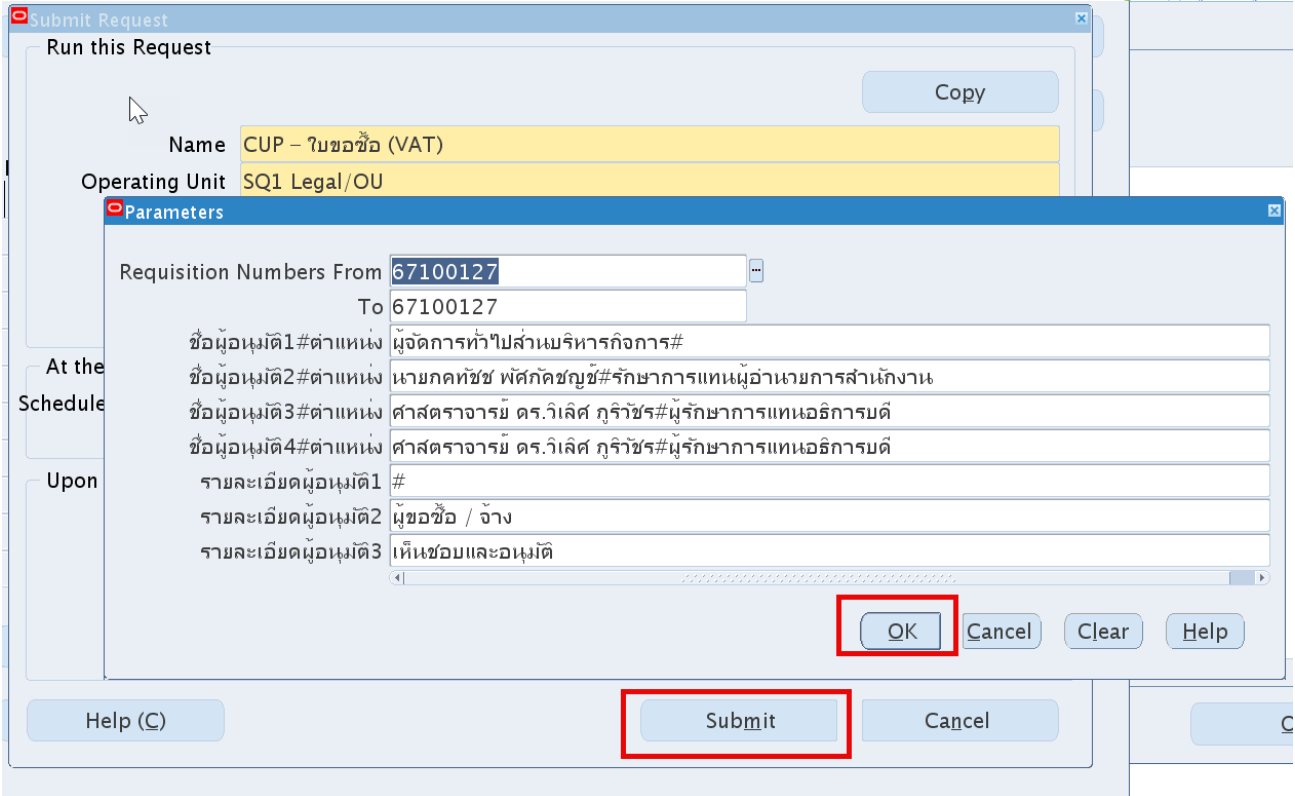 Submit Request
Run this Request
Copy
Name CUP – ใบขอซื้อ (VAT)
Operating Unit SQ1 Legal/OU
Parameters
Requisition Numbers From 67100127
To 67100127
ชื่อผู้อนุมัติ1#ตำแหน่ง ผู้จัดการทั่วไปส่วนบริหารกิจการ#
ชื่อผู้อนุมัติ2#ตำแหน่ง นายภคทัชช พัศภัคชญช์#รักษาการแทนผู้อำนวยการสำนักงาน
ชื่อผู้อนุมัติ3#ตำแหน่ง ศาสตราจารย์ ดร.วิเลิศ ภูริวัชร#ผู้รักษาการแทนอธิการบดี
ชื่อผู้อนุมัติ4#ตำแหน่ง ศาสตราจารย์ ดร.วิเลิศ ภูริวัชร#ผู้รักษาการแทนอธิการบดี
รายละเอียดผู้อนุมัติ1 #
รายละเอียดผู้อนุมัติ2 ผู้ขอซื้อ / จ้าง
รายละเอียดผู้อนุมัติ3 เห็นชอบและอนุมัติ
At the
Schedule
Upon
OK Cancel Clear Help
Help (C) Submit Cancel